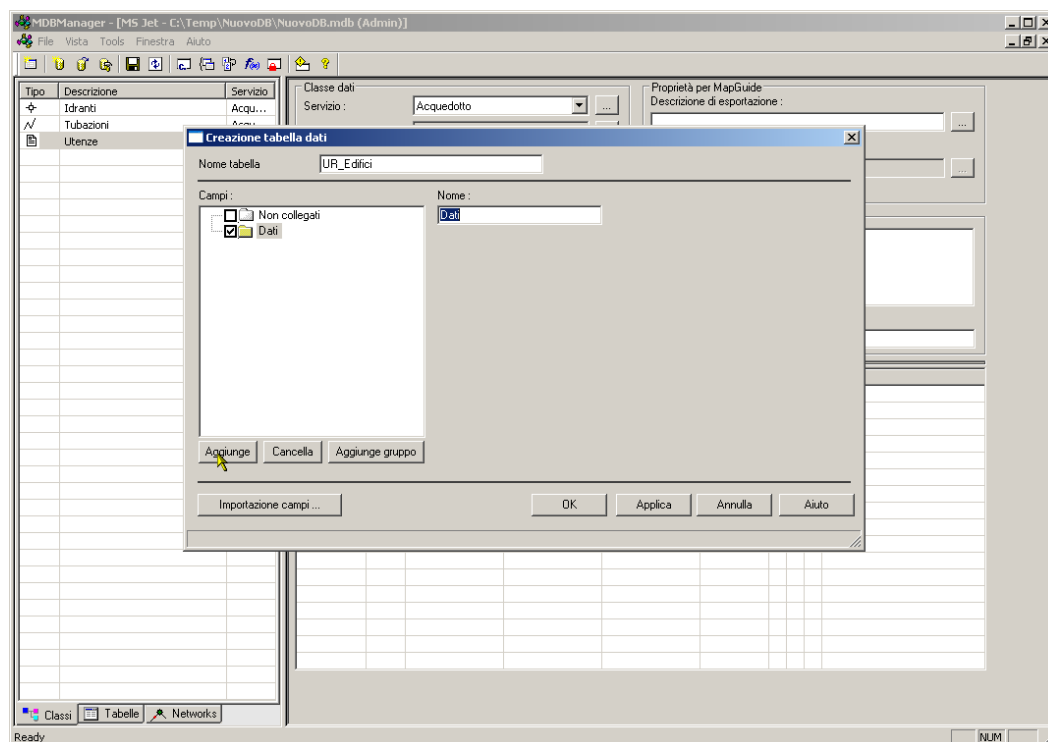 MDBManager - [MS Jet - C:\Temp\NuovoDB\NuovoDB.mdb (Admin)]
File Vista Tools Finestra Aiuto
Tipo Descrizione Servizio
Idranti Acqu...
Tubazioni Acqu...
Utenze
Classe dati
Servizio : Acquedotto ...
Proprietà per MapGuide
Descrizione di esportazione :
...
...
Creazione tabella dati
Nome tabella UR_Edifici
Campi :
Non collegati
Dati
Nome :
Dati
Aggiunge Cancella Aggiunge gruppo
Importazione campi ... OK Applica Annulla Aiuto
Classi Tabelle Networks
Ready NUM